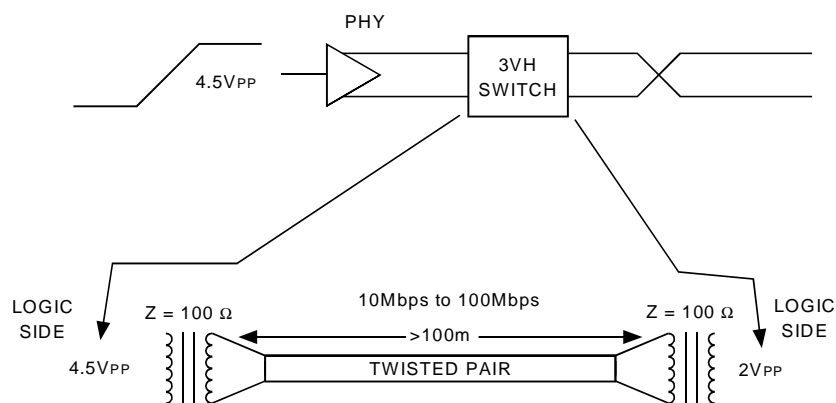 PHY
4.5VPP
3VH
SWITCH
10Mbps to 100Mbps
LOGIC
SIDE
Z = 100 Ω
Z = 100 Ω
LOGIC
SIDE
>100m
4.5VPP
TWISTED PAIR
2VPP